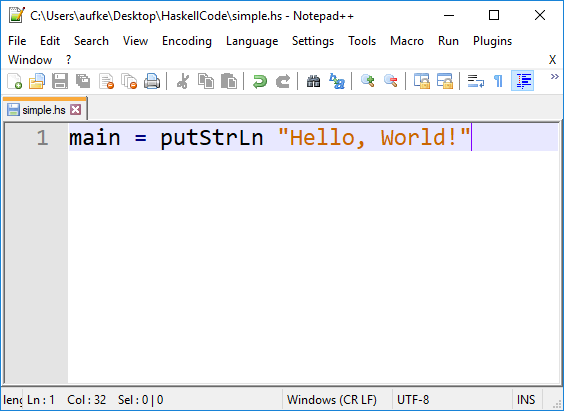 C:\Users\aufke\Desktop\HaskellCode\simple.hs - Notepad++
File Edit Search View Encoding Language Settings Tools Macro Run Plugins
Window ? X
simple.hs
1 main = putStrLn "Hello, World!"
Ln : 1 Col : 32 Sel : 0 | 0 Windows (CR LF) UTF-8 INS